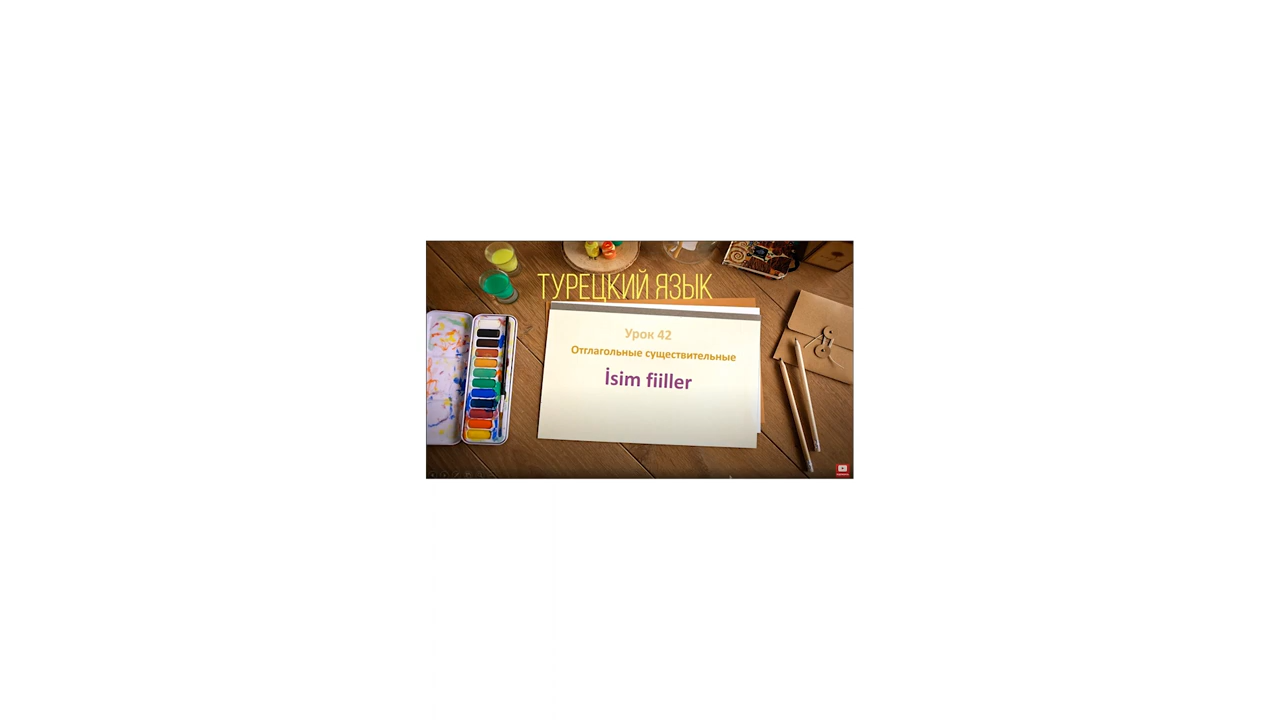 ТУРЕЦКИЙ ЯЗЫК
Урок 42
Отглагольные существительные
İsim fiiller